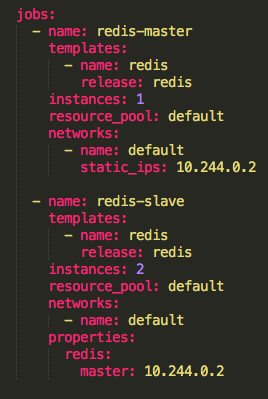 jobs:
  - name: redis-master
    templates:
      - name: redis
        release: redis
    instances: 1
    resource_pool: default
    networks:
      - name: default
        static_ips: 10.244.0.2

  - name: redis-slave
    templates:
      - name: redis
        release: redis
    instances: 2
    resource_pool: default
    networks:
      - name: default
    properties:
      redis:
        master: 10.244.0.2